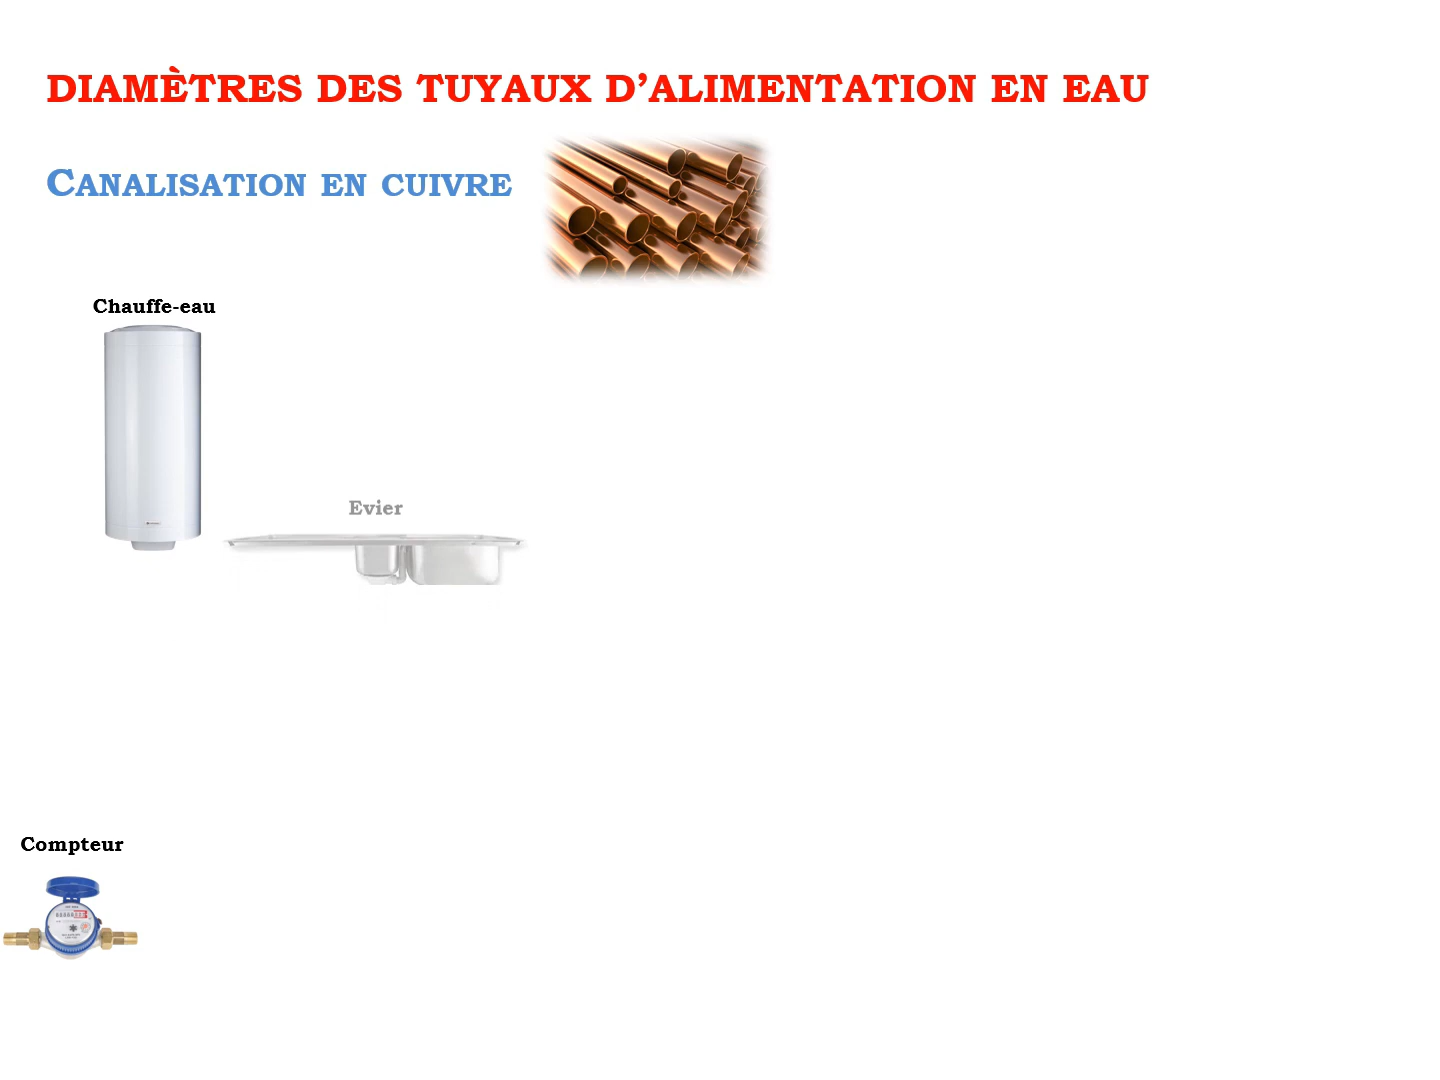 DIAMÈTRES DES TUYAUX D’ALIMENTATION EN EAU
CANALISATION EN CUIVRE
Chauffe-eau
Evier
Compteur